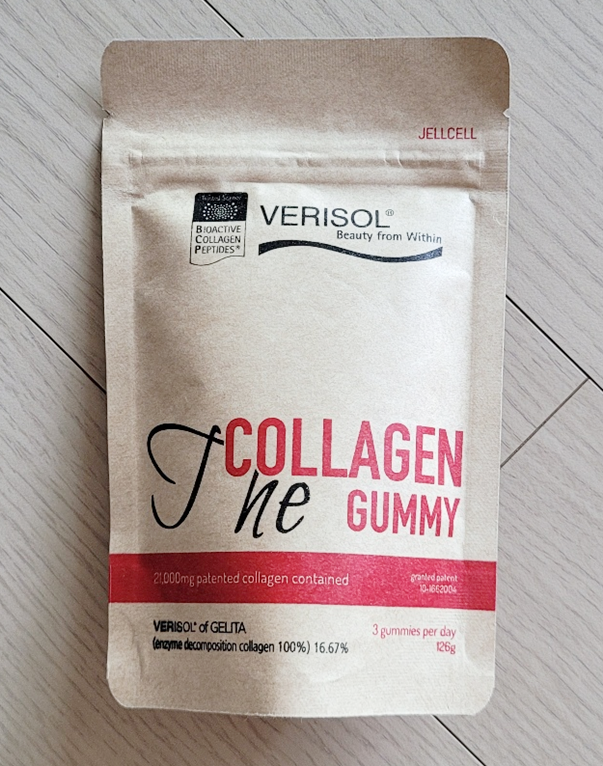 JELLCELL
Trusted Science
BIOACTIVE
COLLAGEN
PEPTIDES®
VERISOL®
Beauty from Within
The COLLAGEN
GUMMY
21,000mg patented collagen contained
granted patent
10-1662004
VERISOL® of GELITA
(enzyme decomposition collagen 100%) 16.67%
3 gummies per day
126g